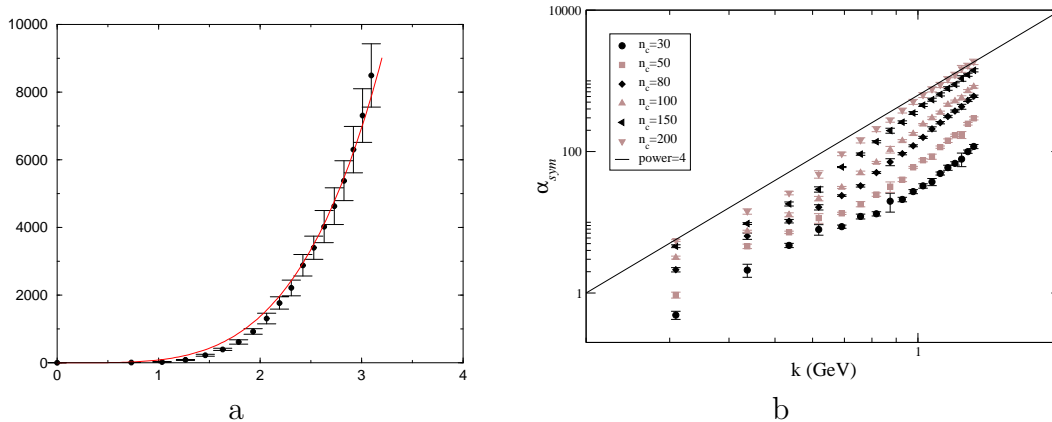 10000
8000
6000
4000
2000
0
0 1 2 3 4
a
10000
100
1
α_sym
n_c=30
n_c=50
n_c=80
n_c=100
n_c=150
n_c=200
power=4
1
k (GeV)
b